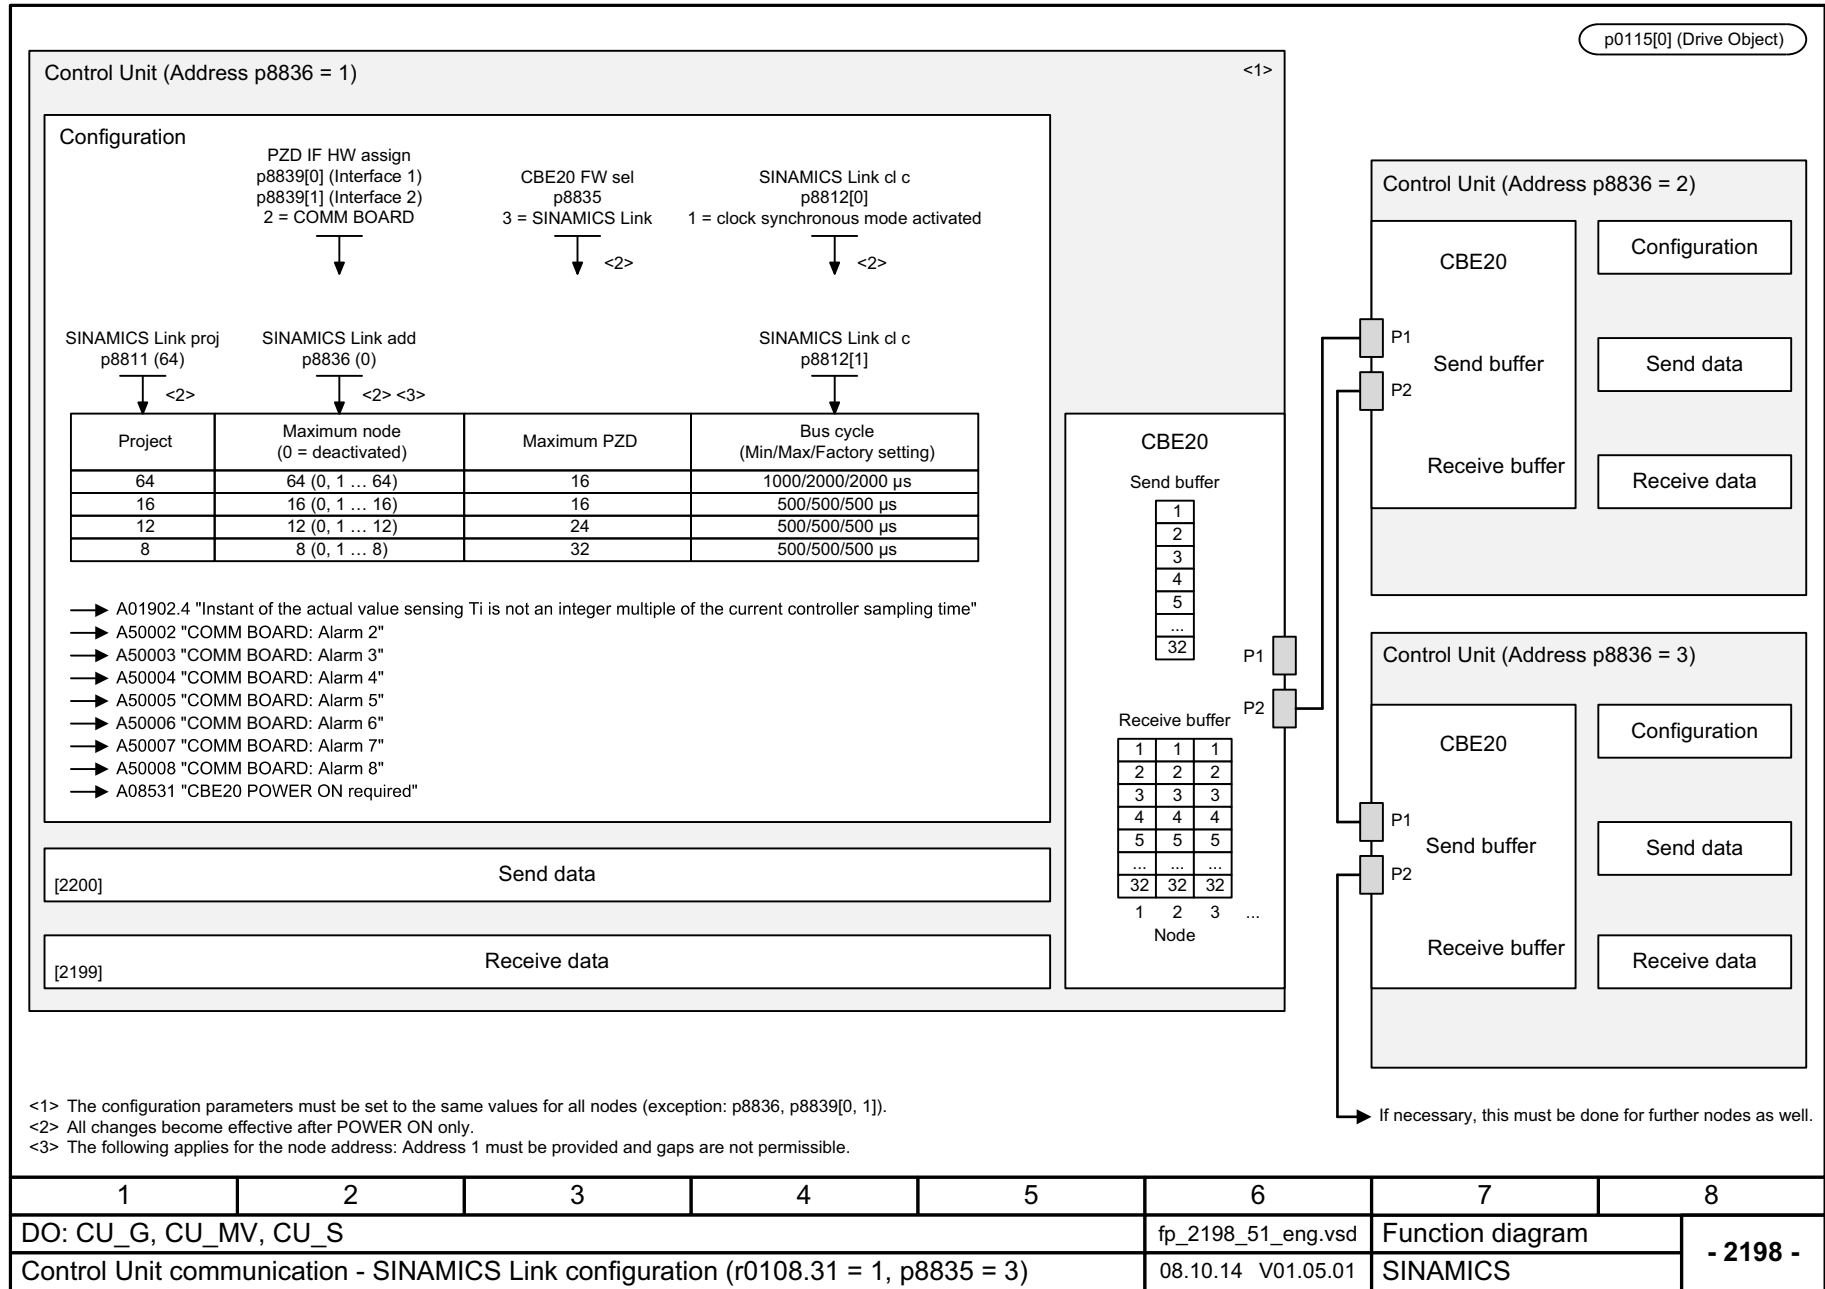 p0115[0] (Drive Object)
Control Unit (Address p8836 = 1)
<1>
Configuration
PZD IF HW assign
p8839[0] (Interface 1)
p8839[1] (Interface 2)
2 = COMM BOARD
CBE20 FW sel
p8835
3 = SINAMICS Link
<2>
SINAMICS Link cl c
p8812[0]
1 = clock synchronous mode activated
<2>
SINAMICS Link proj
p8811 (64)
<2>
SINAMICS Link add
p8836 (0)
<2> <3>
SINAMICS Link cl c
p8812[1]
Project
Maximum node
(0 = deactivated)
Maximum PZD
Bus cycle
(Min/Max/Factory setting)
64 64 (0, 1 … 64) 16 1000/2000/2000 µs
16 16 (0, 1 … 16) 16 500/500/500 µs
12 12 (0, 1 … 12) 24 500/500/500 µs
8 8 (0, 1 … 8) 32 500/500/500 µs
A01902.4 "Instant of the actual value sensing Ti is not an integer multiple of the current controller sampling time"
A50002 "COMM BOARD: Alarm 2"
A50003 "COMM BOARD: Alarm 3"
A50004 "COMM BOARD: Alarm 4"
A50005 "COMM BOARD: Alarm 5"
A50006 "COMM BOARD: Alarm 6"
A50007 "COMM BOARD: Alarm 7"
A50008 "COMM BOARD: Alarm 8"
A08531 "CBE20 POWER ON required"
[2200] Send data
[2199] Receive data
CBE20
Send buffer
1
2
3
4
5
...
32
P1
P2
Receive buffer
1 1 1
2 2 2
3 3 3
4 4 4
5 5 5
... ... ...
32 32 32
1 2 3 ...
Node
Control Unit (Address p8836 = 2)
CBE20
Configuration
P1
Send buffer
Send data
P2
Receive buffer
Receive data
Control Unit (Address p8836 = 3)
CBE20
Configuration
P1
Send buffer
Send data
P2
Receive buffer
Receive data
If necessary, this must be done for further nodes as well.
<1> The configuration parameters must be set to the same values for all nodes (exception: p8836, p8839[0, 1]).
<2> All changes become effective after POWER ON only.
<3> The following applies for the node address: Address 1 must be provided and gaps are not permissible.
1 2 3 4 5 6 7 8
DO: CU_G, CU_MV, CU_S
fp_2198_51_eng.vsd
Function diagram
- 2198 -
Control Unit communication - SINAMICS Link configuration (r0108.31 = 1, p8835 = 3)
08.10.14 V01.05.01
SINAMICS